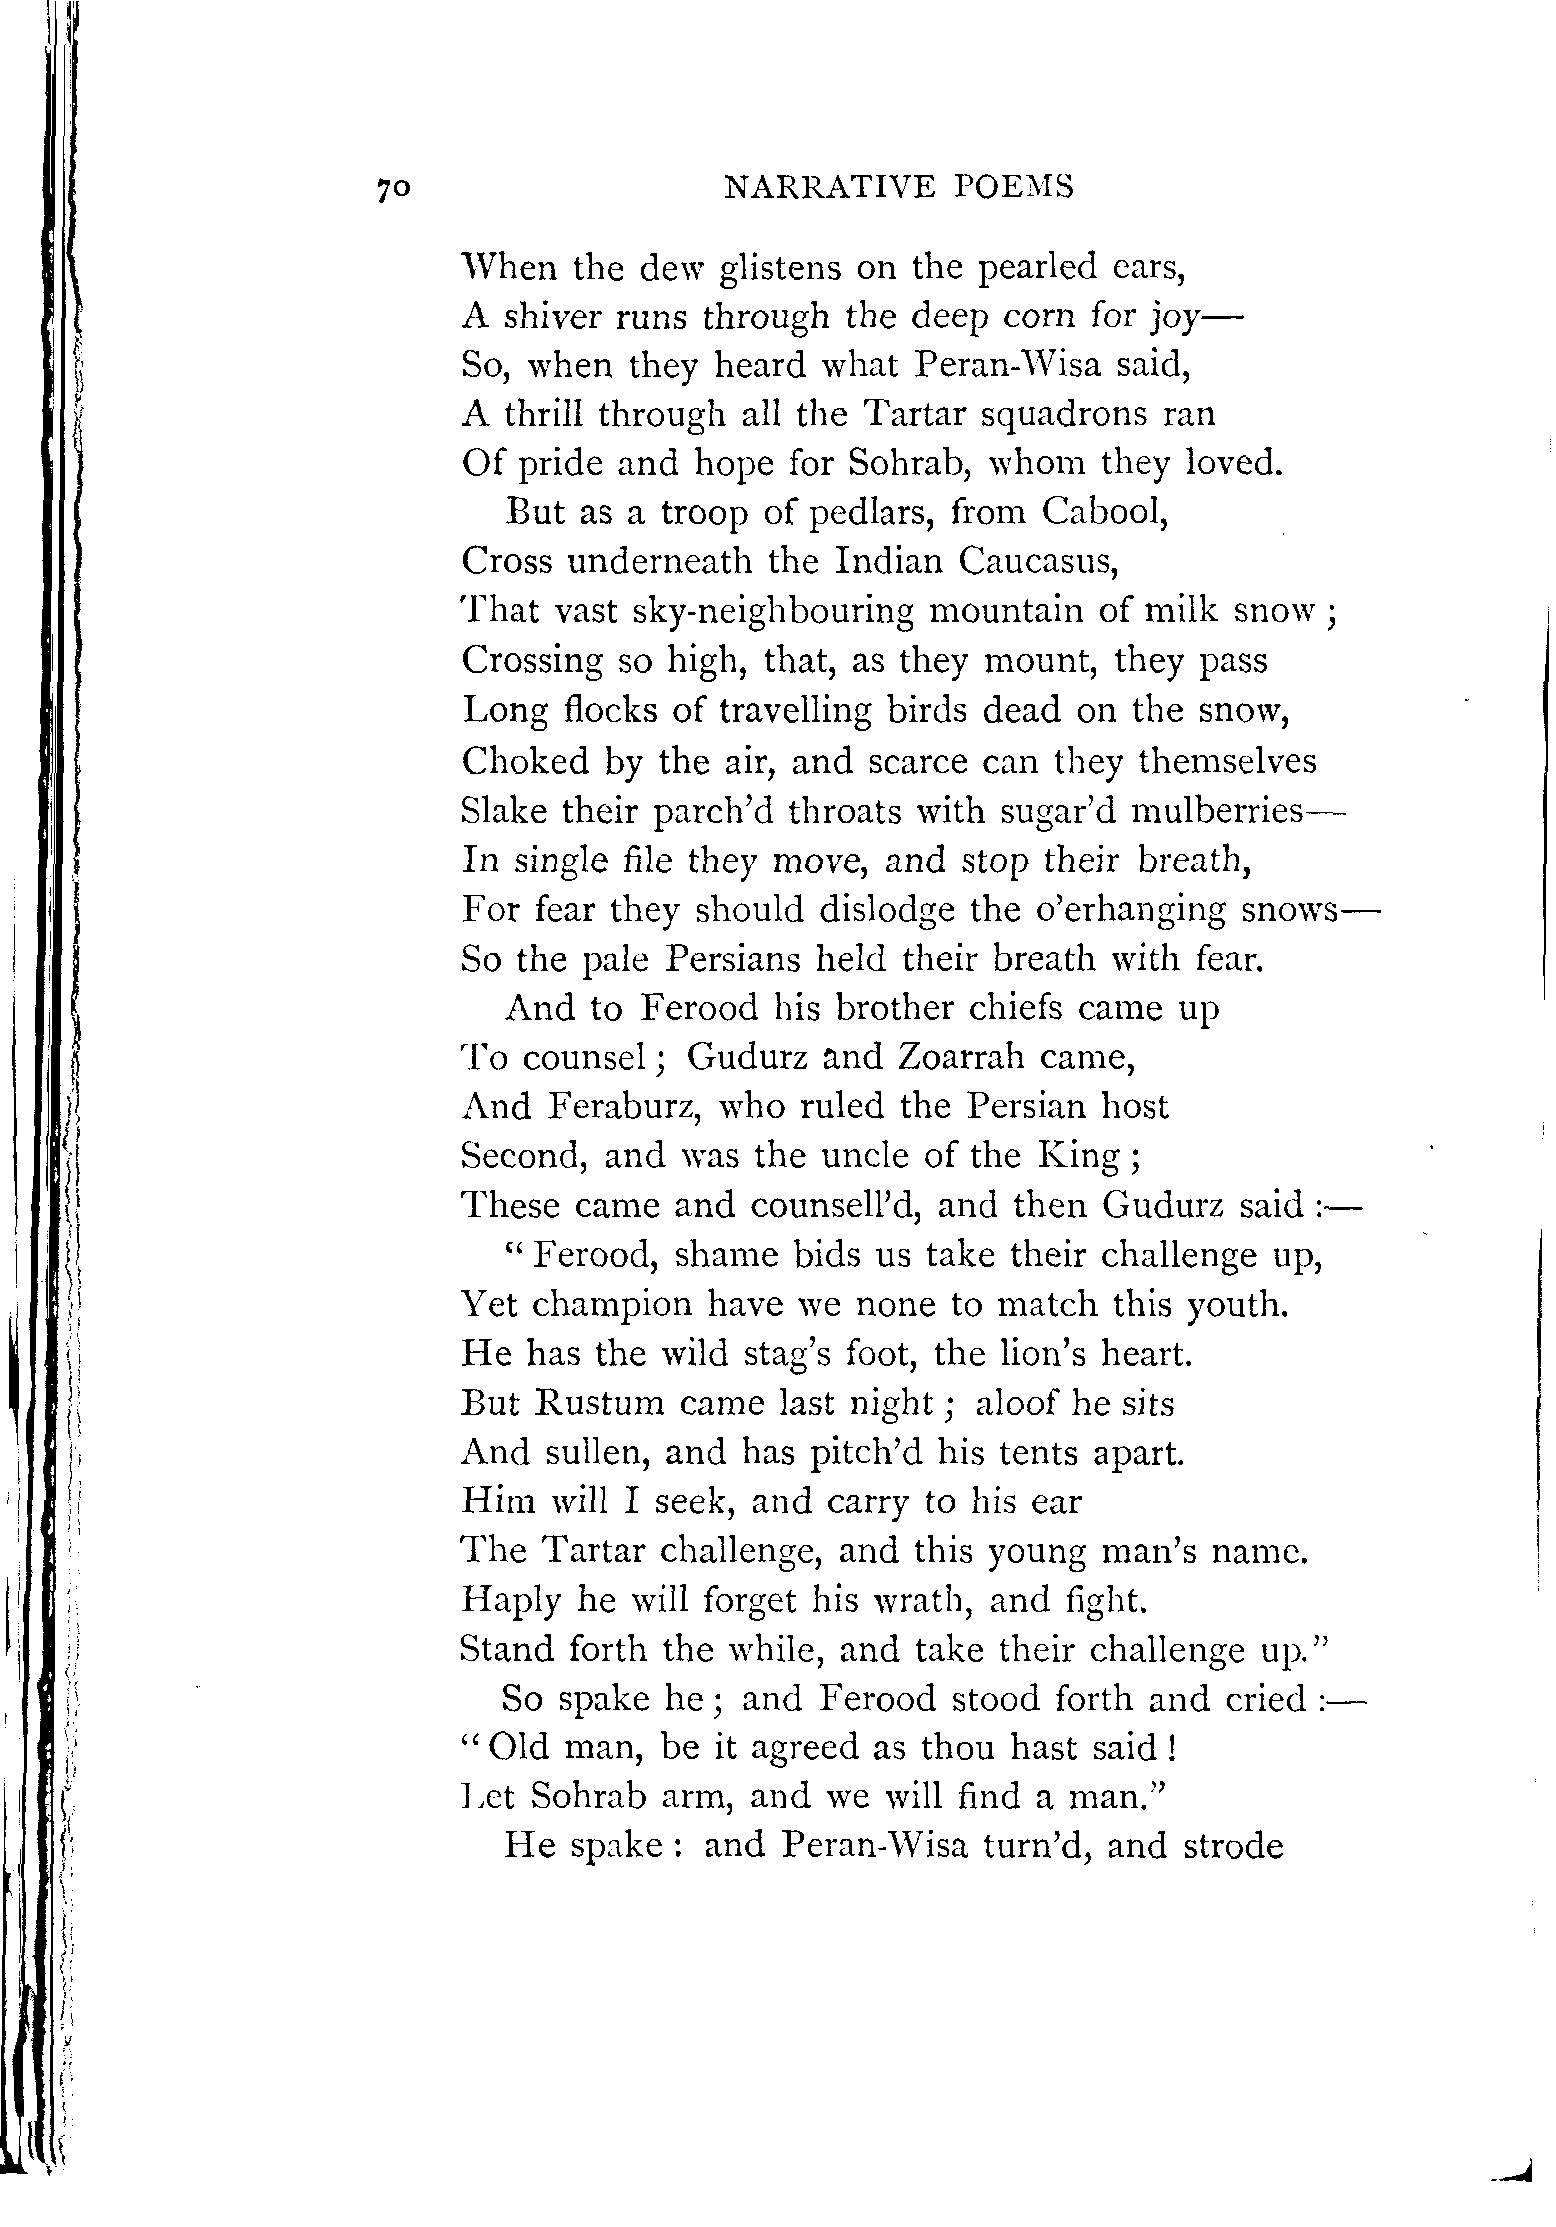 70 NARRATIVE POEMS
When the dew glistens on the pearled ears,
A shiver runs through the deep corn for joy—
So, when they heard what Peran-Wisa said,
A thrill through all the Tartar squadrons ran
Of pride and hope for Sohrab, whom they loved.
But as a troop of pedlars, from Cabool,
Cross underneath the Indian Caucasus,
That vast sky-neighbouring mountain of milk snow ;
Crossing so high, that, as they mount, they pass
Long flocks of travelling birds dead on the snow,
Choked by the air, and scarce can they themselves
Slake their parch'd throats with sugar'd mulberries—
In single file they move, and stop their breath,
For fear they should dislodge the o'erhanging snows—
So the pale Persians held their breath with fear.
And to Ferood his brother chiefs came up
To counsel ; Gudurz and Zoarrah came,
And Feraburz, who ruled the Persian host
Second, and was the uncle of the King ;
These came and counsell'd, and then Gudurz said :—
“ Ferood, shame bids us take their challenge up,
Yet champion have we none to match this youth.
He has the wild stag's foot, the lion's heart.
But Rustum came last night ; aloof he sits
And sullen, and has pitch'd his tents apart.
Him will I seek, and carry to his ear
The Tartar challenge, and this young man's name.
Haply he will forget his wrath, and fight.
Stand forth the while, and take their challenge up.”
So spake he ; and Ferood stood forth and cried :—
“ Old man, be it agreed as thou hast said !
Let Sohrab arm, and we will find a man.”
He spake : and Peran-Wisa turn'd, and strode